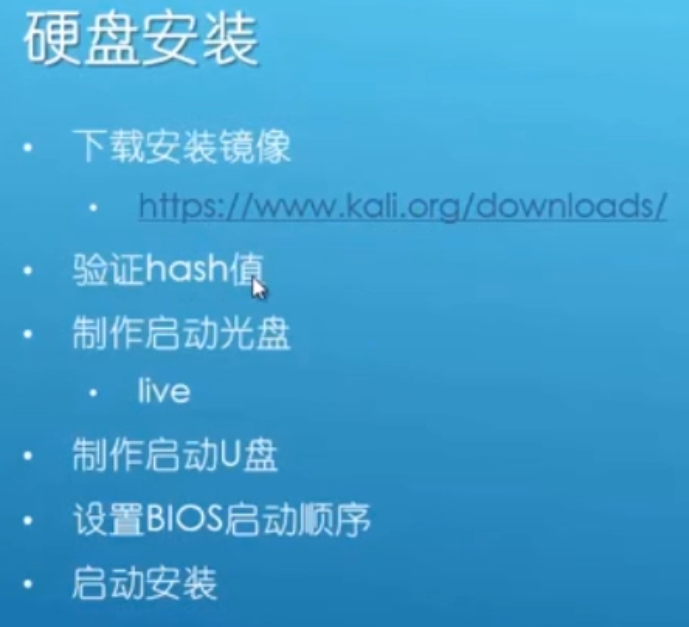 硬盘安装
• 下载安装镜像
• https://www.kali.org/downloads/
• 验证hash值
• 制作启动光盘
• live
• 制作启动U盘
• 设置BIOS启动顺序
• 启动安装